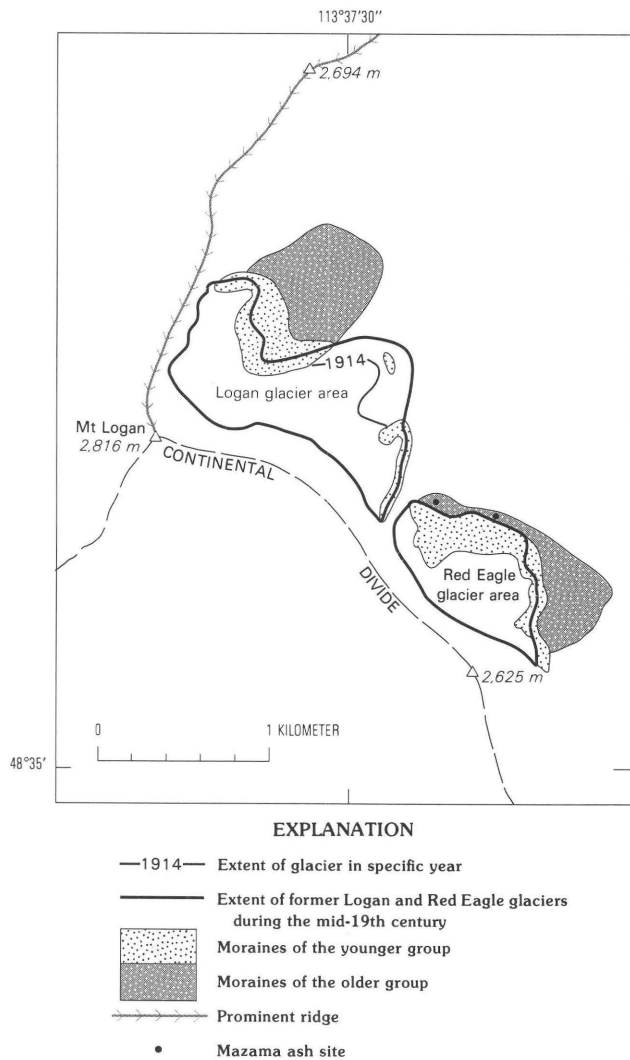 113°37'30"
2,694 m
1914
Logan glacier area
Mt Logan
2,816 m
CONTINENTAL
DIVIDE
Red Eagle
glacier area
2,625 m
0 1 KILOMETER
48°35'
EXPLANATION
1914 Extent of glacier in specific year
Extent of former Logan and Red Eagle glaciers
during the mid-19th century
Moraines of the younger group
Moraines of the older group
Prominent ridge
Mazama ash site